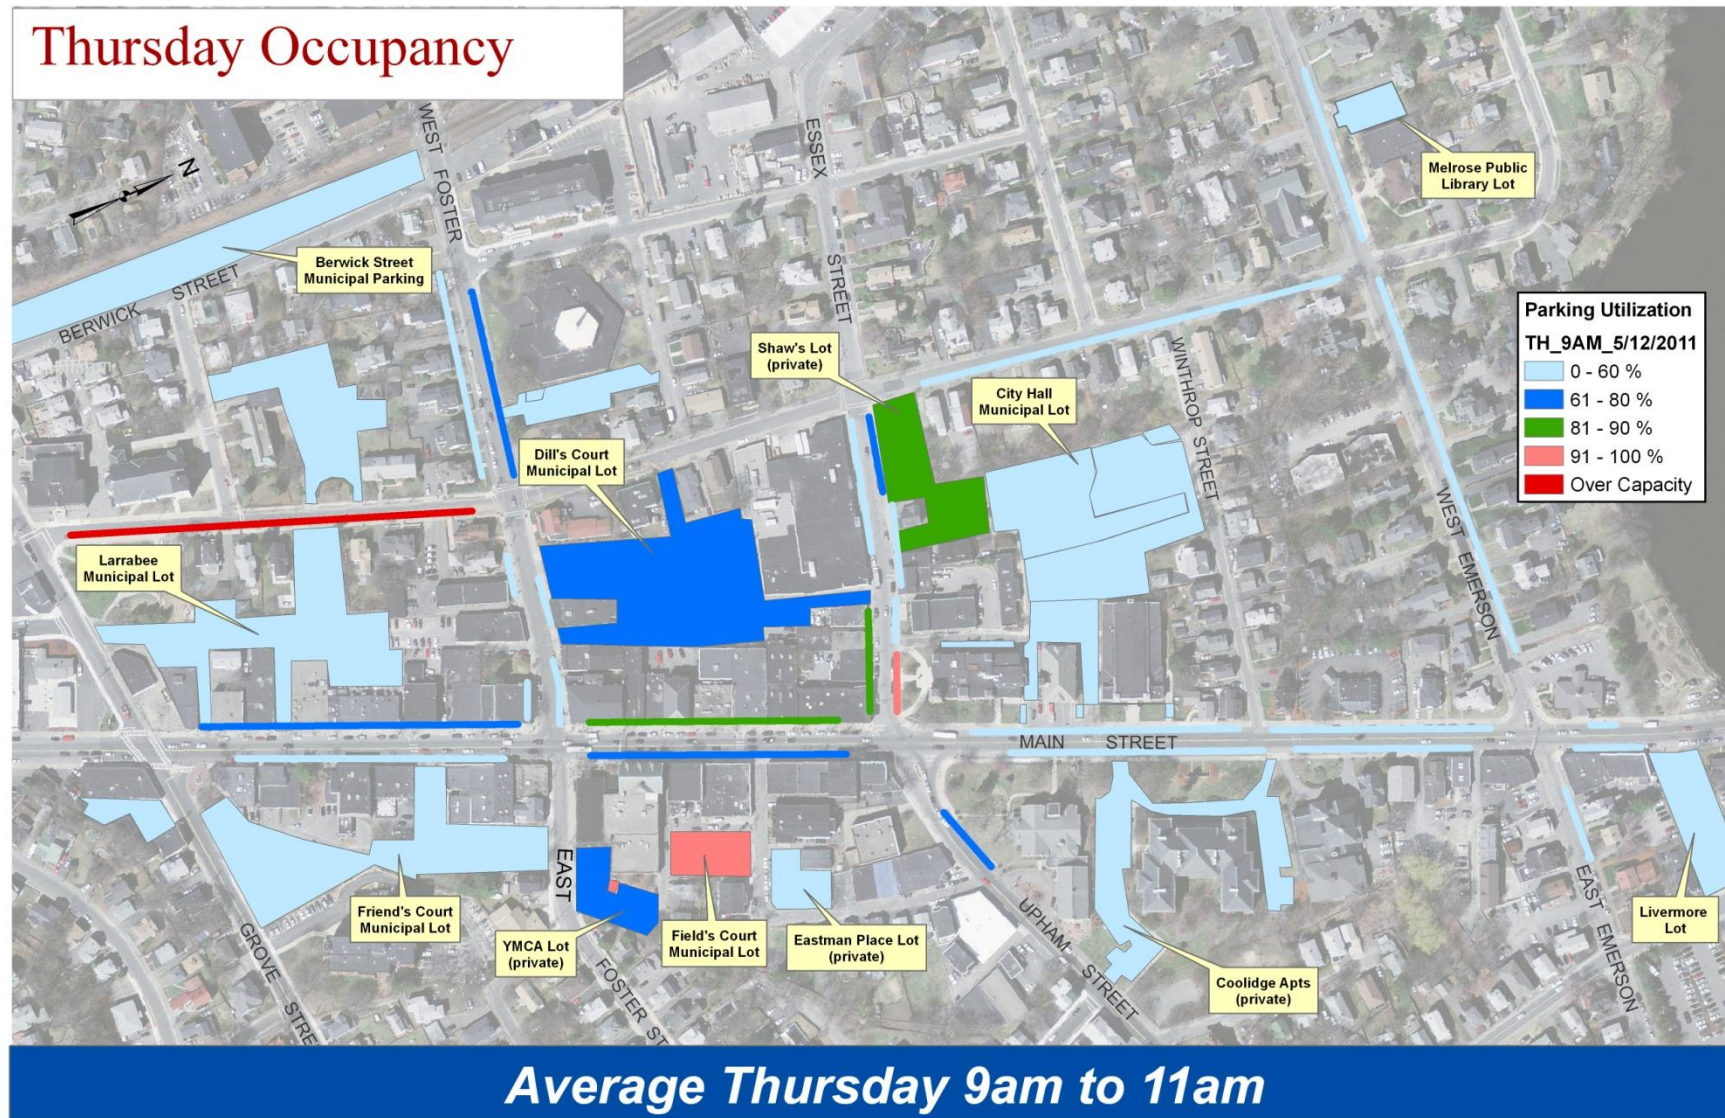 Thursday Occupancy
WEST FOSTER
ESSEX STREET
N
Melrose Public
Library Lot
Berwick Street
Municipal Parking
BERWICK STREET
Parking Utilization
TH_9AM_5/12/2011
0 - 60 %
61 - 80 %
81 - 90 %
91 - 100 %
Over Capacity
Shaw's Lot
(private)
City Hall
Municipal Lot
WINTHROP STREET
Dill's Court
Municipal Lot
WEST EMERSON
Larrabee
Municipal Lot
MAIN STREET
EAST
FOSTER ST
Friend's Court
Municipal Lot
GROVE STRE
YMCA Lot
(private)
Field's Court
Municipal Lot
Eastman Place Lot
(private)
UPHAM STREET
Coolidge Apts
(private)
EAST EMERSON
Livermore
Lot
Average Thursday 9am to 11am